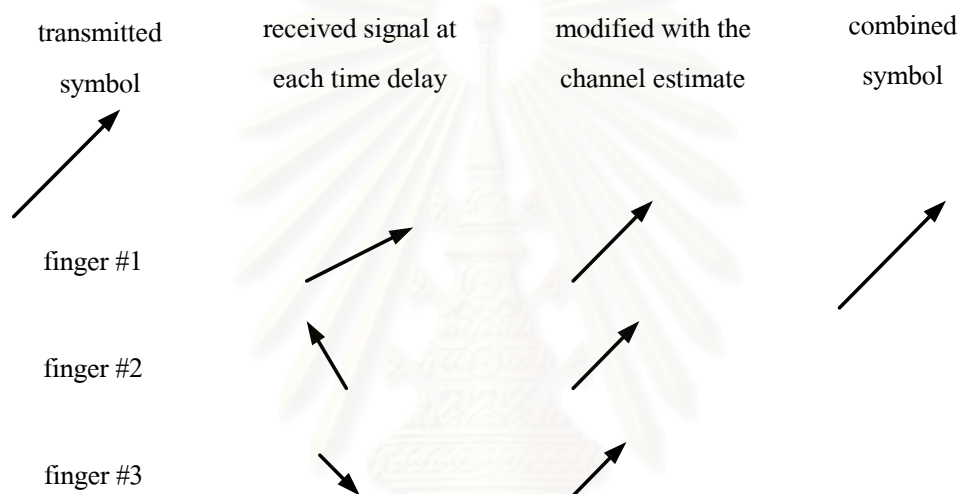 transmitted
symbol
received signal at
each time delay
modified with the
channel estimate
combined
symbol
finger #1
finger #2
finger #3